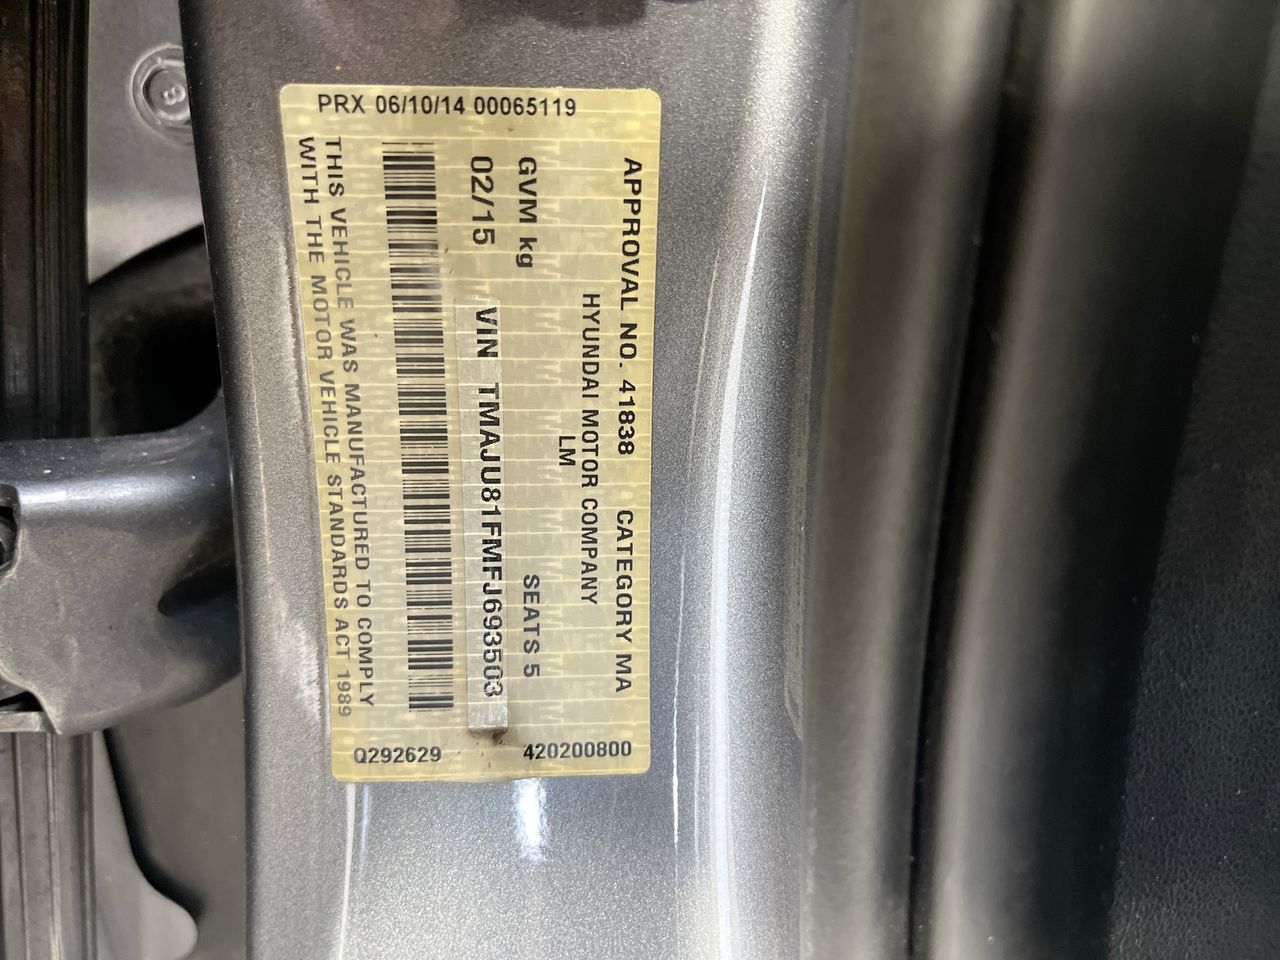 PRX 06/10/14 00065119
APPROVAL NO. 41838 CATEGORY MA
HYUNDAI MOTOR COMPANY
LM
GVM kg SEATS 5
02/15 VIN TMAJU81FMFJ693503
THIS VEHICLE WAS MANUFACTURED TO COMPLY
WITH THE MOTOR VEHICLE STANDARDS ACT 1989
Q292629
420200800
8